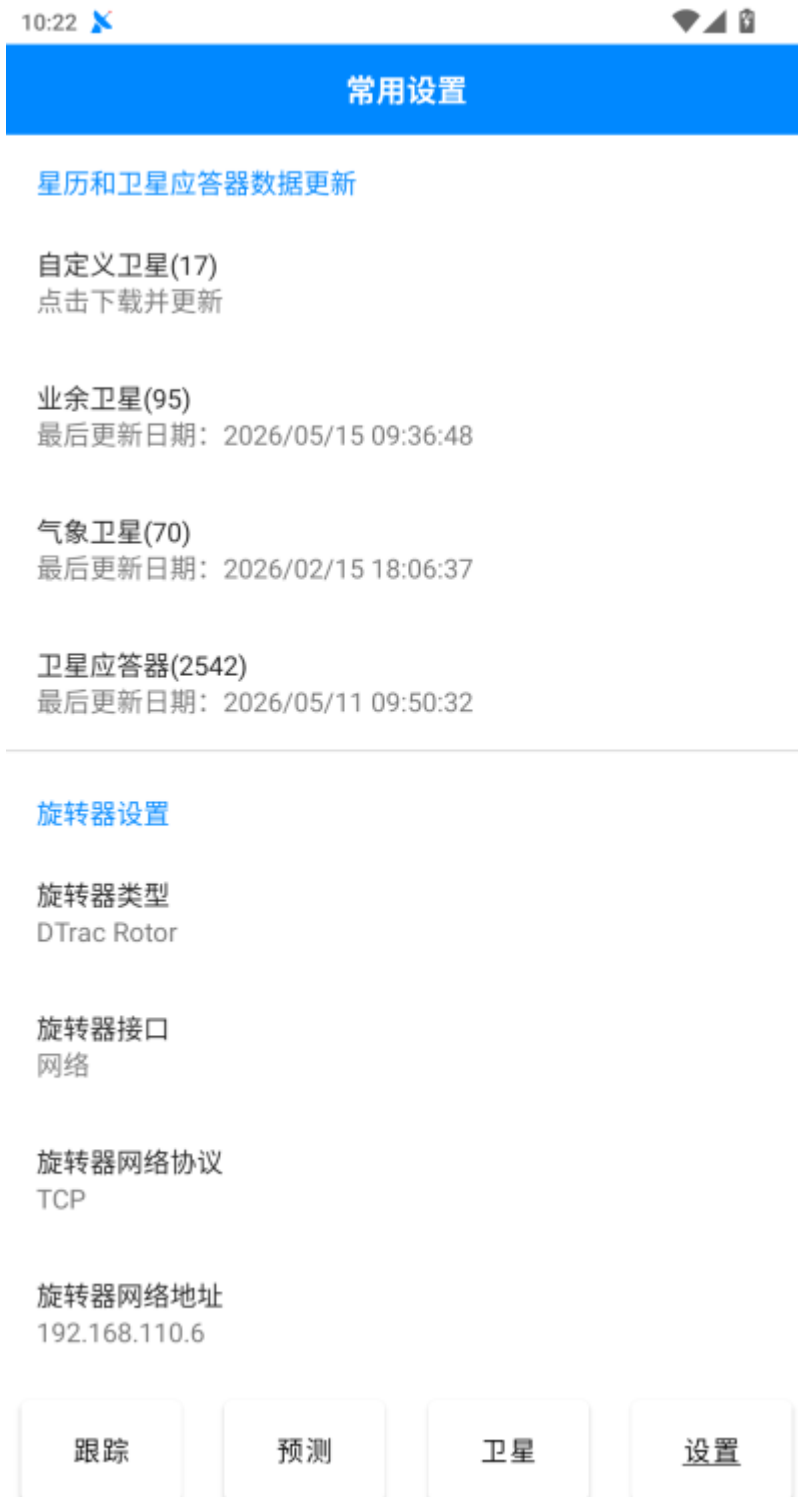 10:22
常用设置
星历和卫星应答器数据更新
自定义卫星(17)
点击下载并更新
业余卫星(95)
最后更新日期：2026/05/15 09:36:48
气象卫星(70)
最后更新日期：2026/02/15 18:06:37
卫星应答器(2542)
最后更新日期：2026/05/11 09:50:32
旋转器设置
旋转器类型
DTrac Rotor
旋转器接口
网络
旋转器网络协议
TCP
旋转器网络地址
192.168.110.6
跟踪 预测 卫星 设置